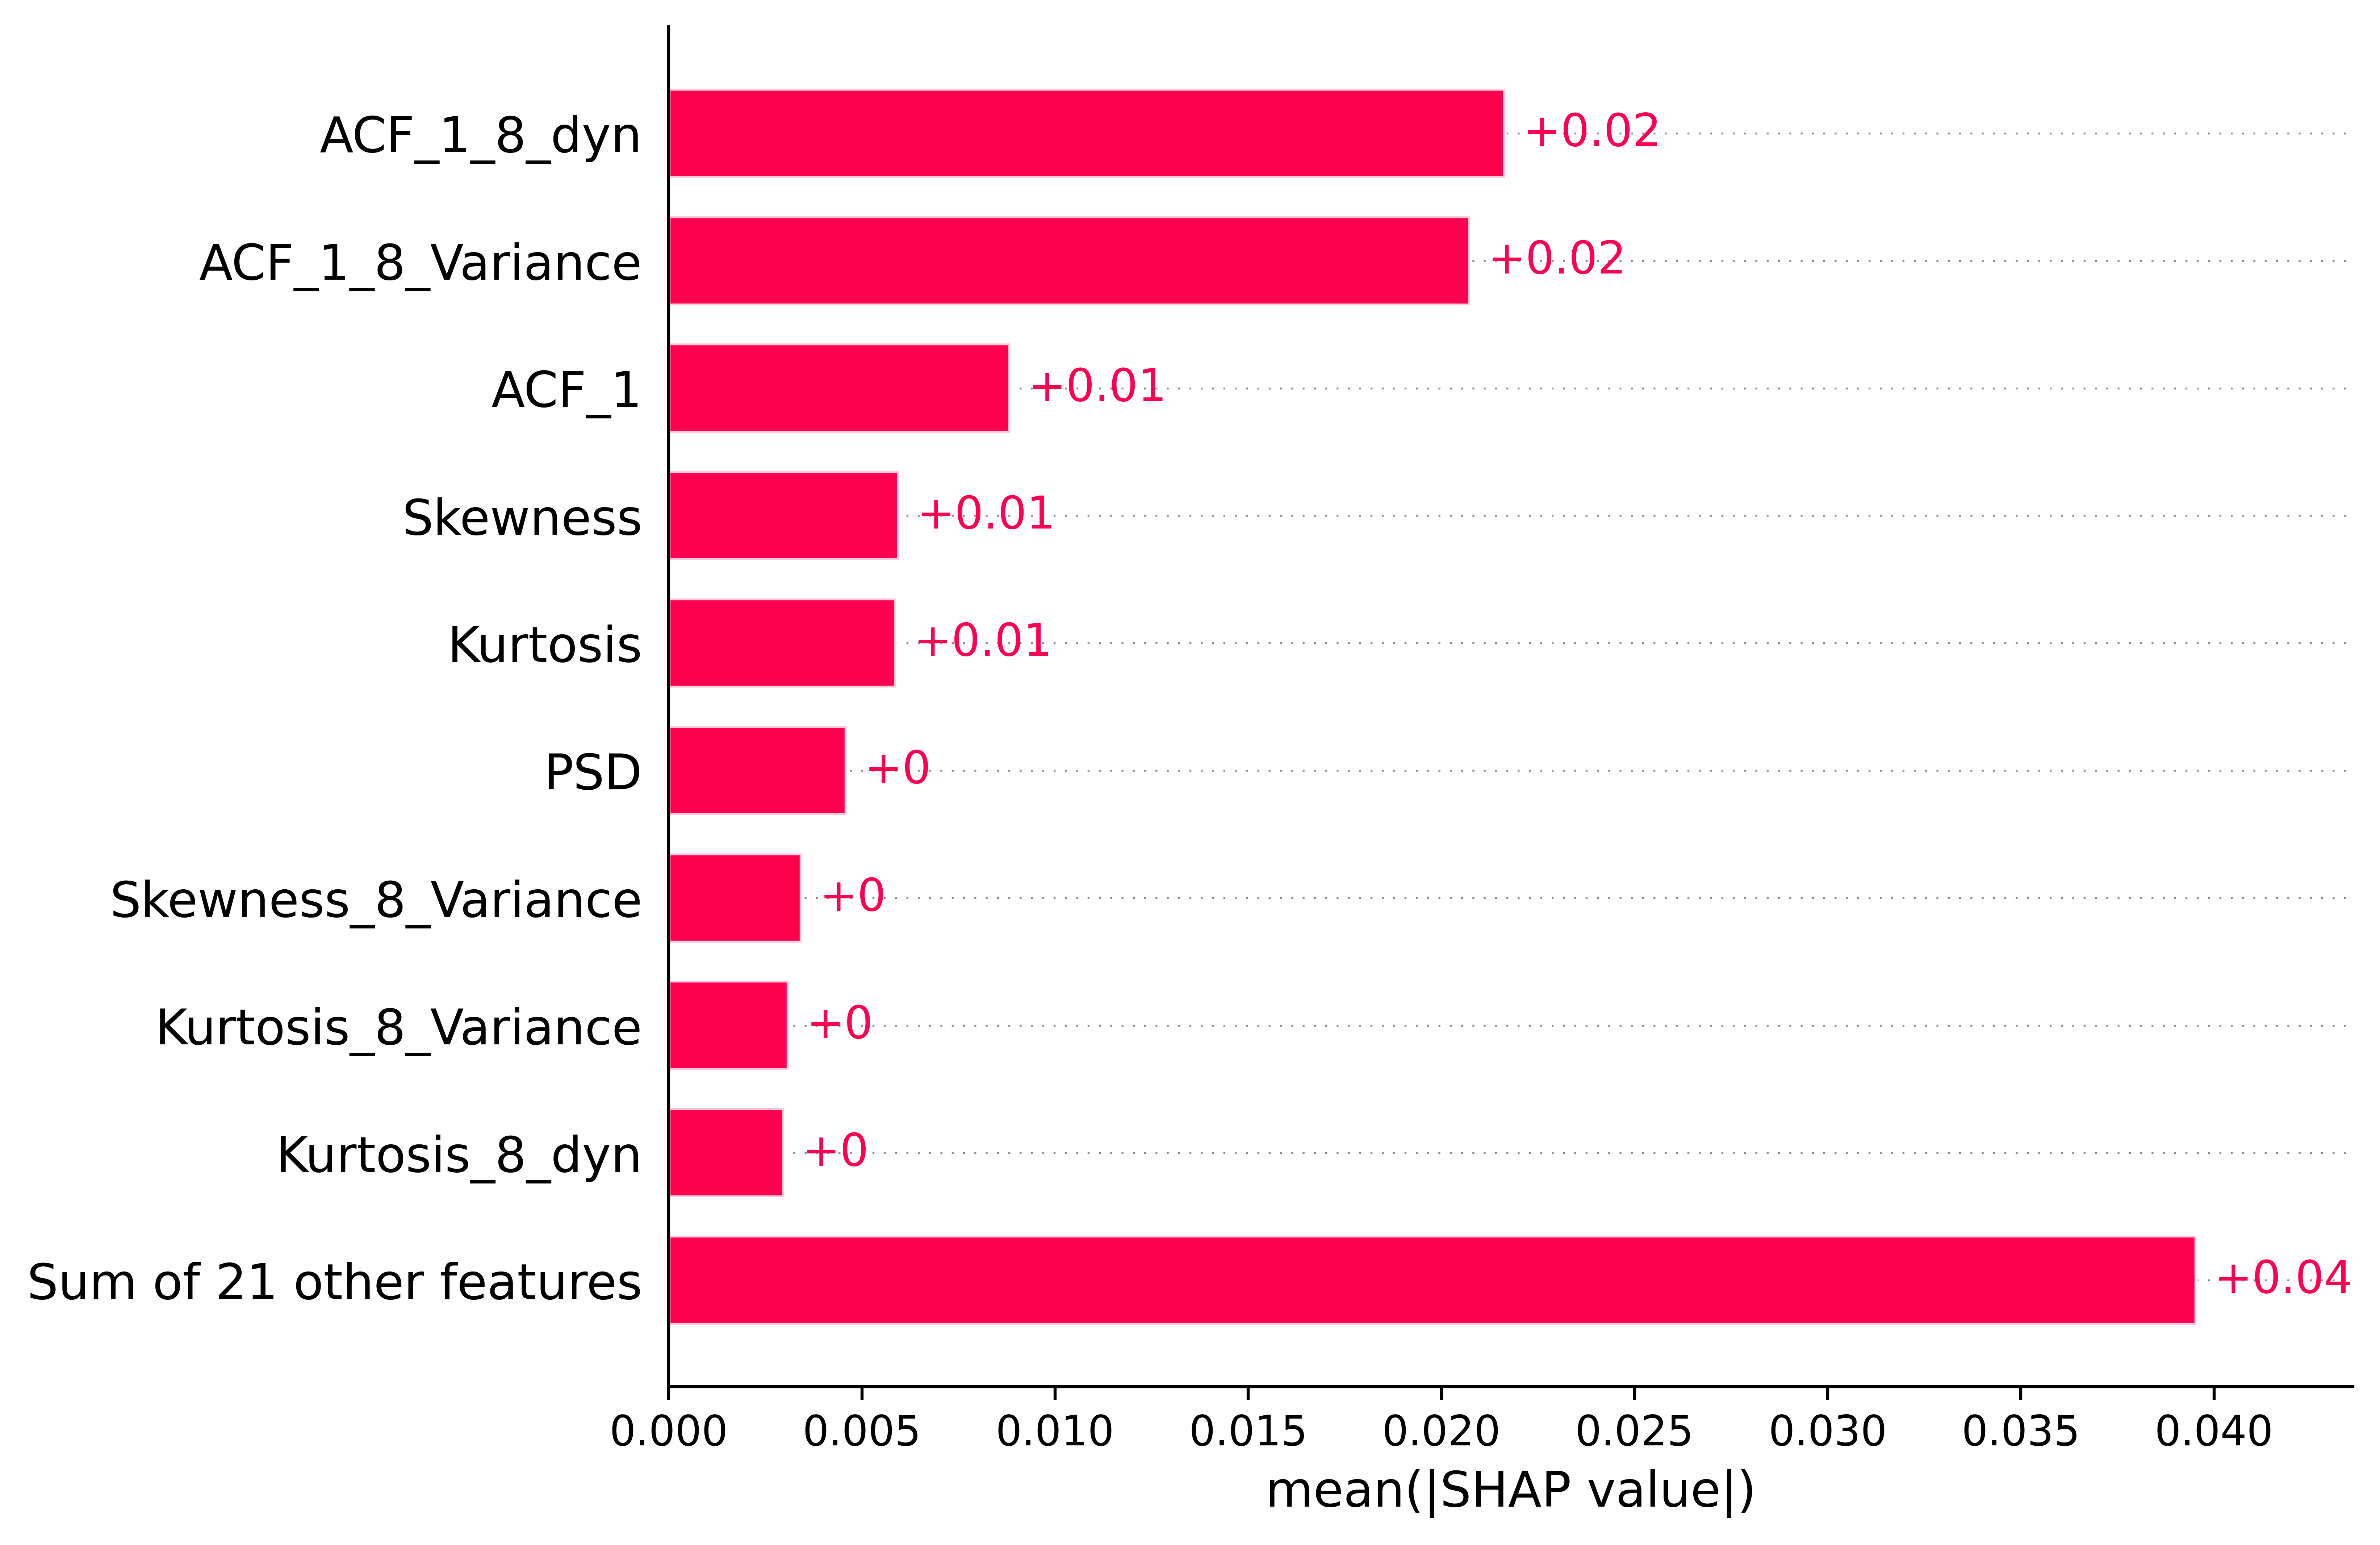 ACF_1_8_dyn +0.02
ACF_1_8_Variance +0.02
ACF_1 +0.01
Skewness +0.01
Kurtosis +0.01
PSD +0
Skewness_8_Variance +0
Kurtosis_8_Variance +0
Kurtosis_8_dyn +0
Sum of 21 other features +0.04
0.000 0.005 0.010 0.015 0.020 0.025 0.030 0.035 0.040
mean(|SHAP value|)